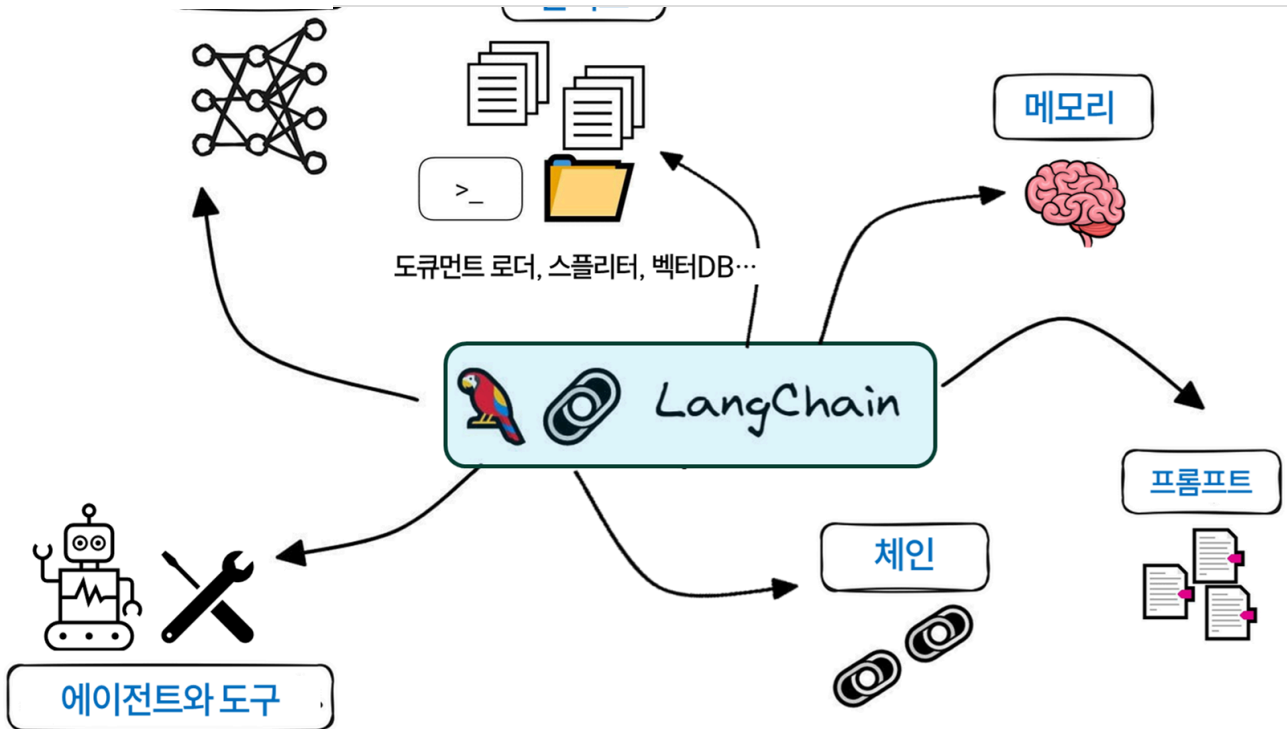 메모리
>_
도큐먼트 로더, 스플리터, 벡터DB…
LangChain
프롬프트
체인
에이전트와 도구